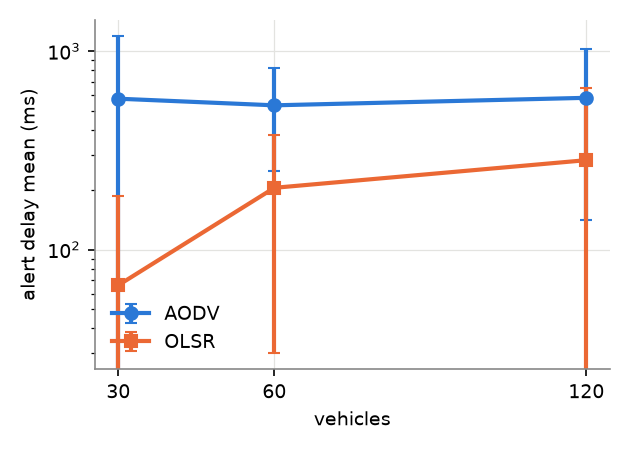 alert delay mean (ms)
10³
10²
AODV
OLSR
30
60
120
vehicles